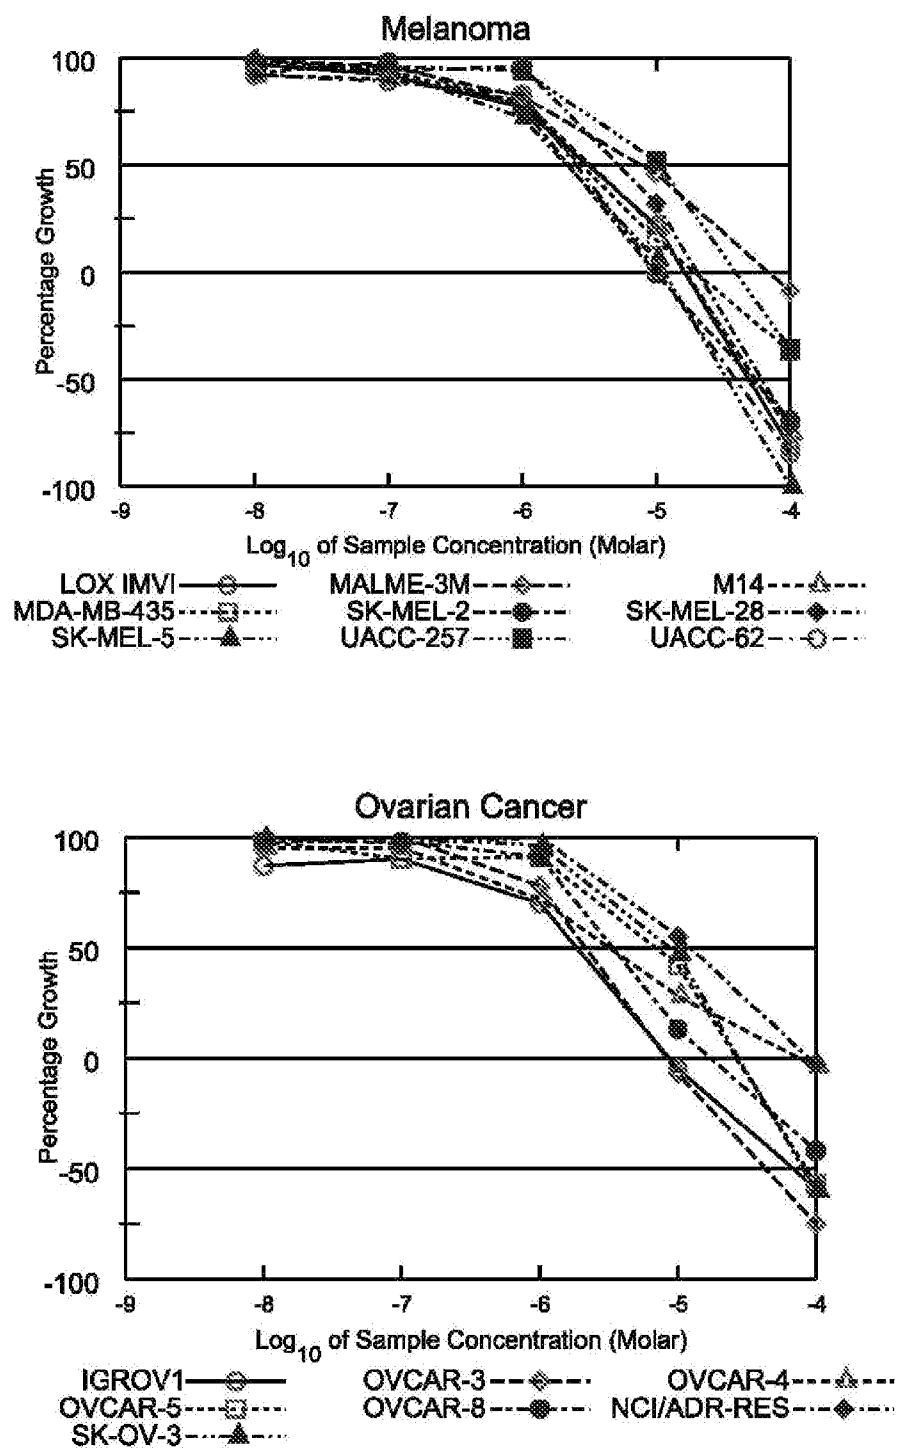 Melanoma
100
50
0
-50
-100
Percentage Growth
-9 -8 -7 -6 -5 -4
Log10 of Sample Concentration (Molar)
LOX IMVI MALME-3M M14
MDA-MB-435 SK-MEL-2 SK-MEL-28
SK-MEL-5 UACC-257 UACC-62
Ovarian Cancer
100
50
0
-50
-100
Percentage Growth
-9 -8 -7 -6 -5 -4
Log10 of Sample Concentration (Molar)
IGROV1 OVCAR-3 OVCAR-4
OVCAR-5 OVCAR-8 NCI/ADR-RES
SK-OV-3